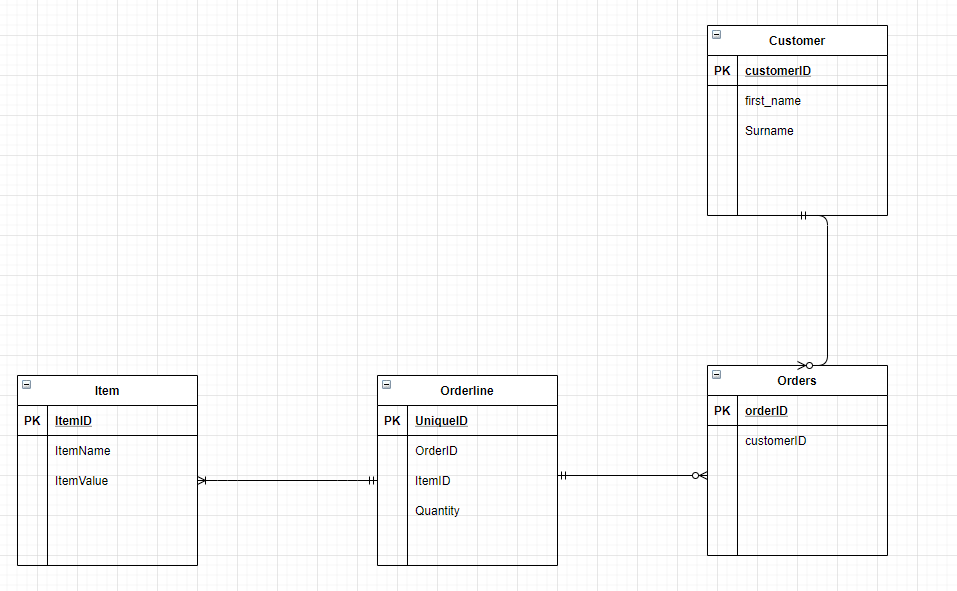 Customer
PK customerID
first_name
Surname
Item
PK ItemID
ItemName
ItemValue
Orderline
PK UniqueID
OrderID
ItemID
Quantity
Orders
PK orderID
customerID